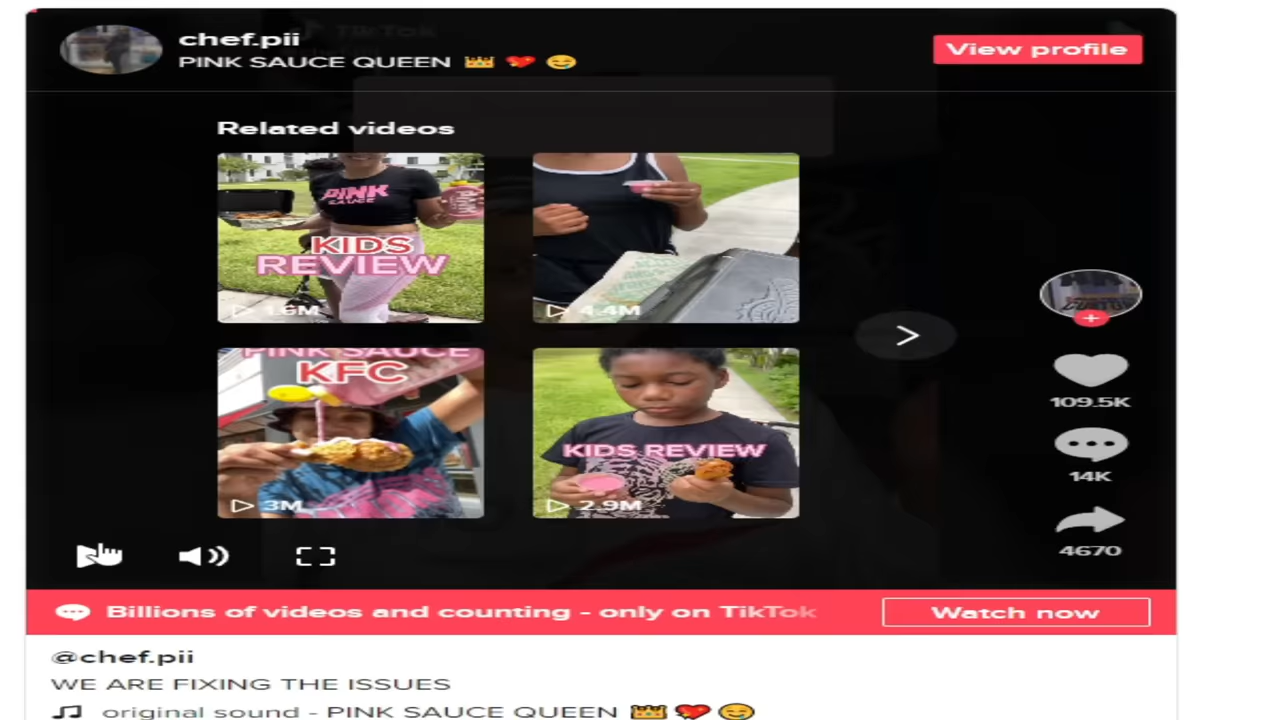 chef.pii
PINK SAUCE QUEEN 👑 💖 😋
View profile
Related videos
PINK
SAUCE
KIDS
REVIEW
1.6M
4.4M
PINK SAUCE
KFC
3M
KIDS REVIEW
2.9M
109.5K
14K
4670
Billions of videos and counting - only on TikTok
Watch now
@chef.pii
WE ARE FIXING THE ISSUES
original sound - PINK SAUCE QUEEN 👑💖😋